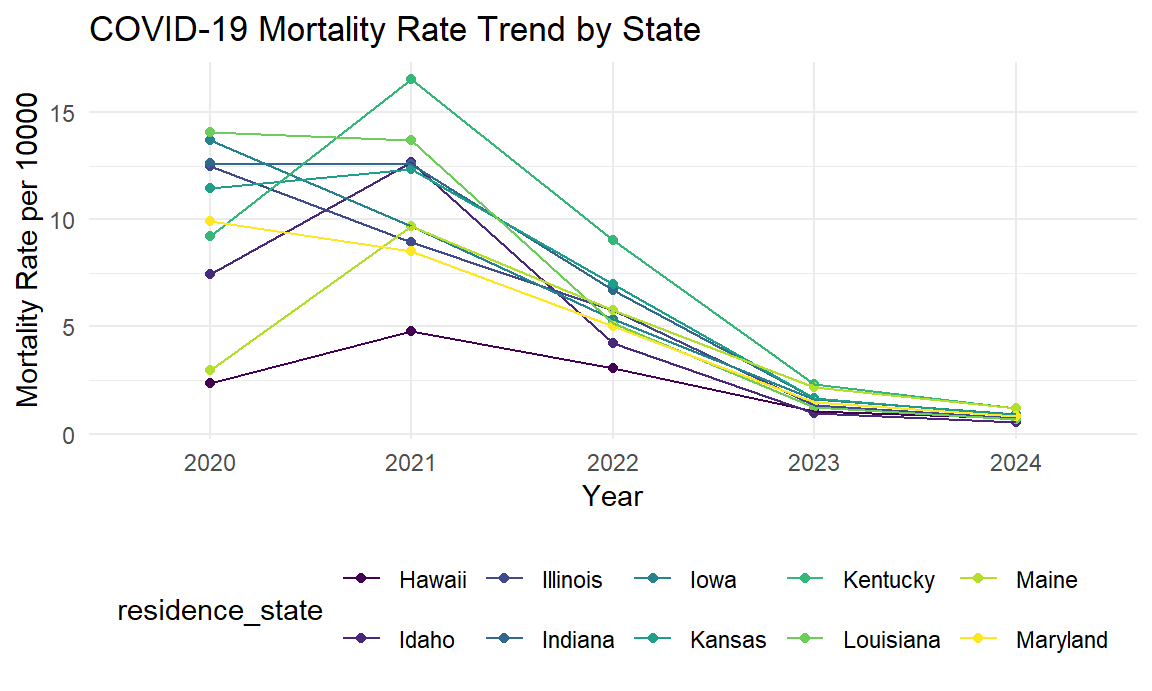 COVID-19 Mortality Rate Trend by State
Mortality Rate per 10000
15
10
5
0
2020 2021 2022 2023 2024
Year
residence_state
Hawaii Illinois Iowa Kentucky Maine
Idaho Indiana Kansas Louisiana Maryland